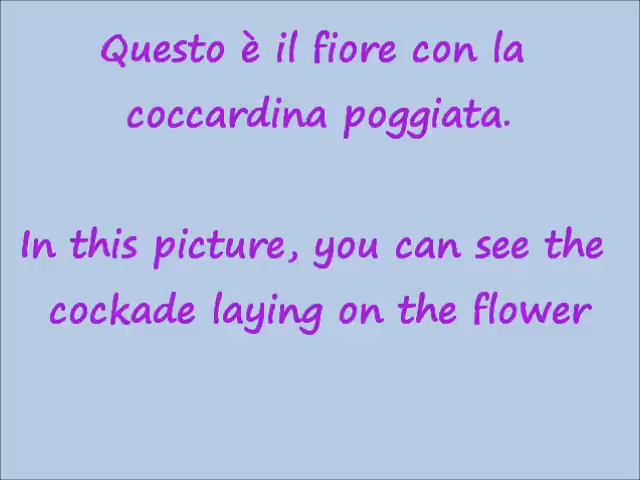 Questo è il fiore con la
coccardina poggiata.
In this picture, you can see the
cockade laying on the flower